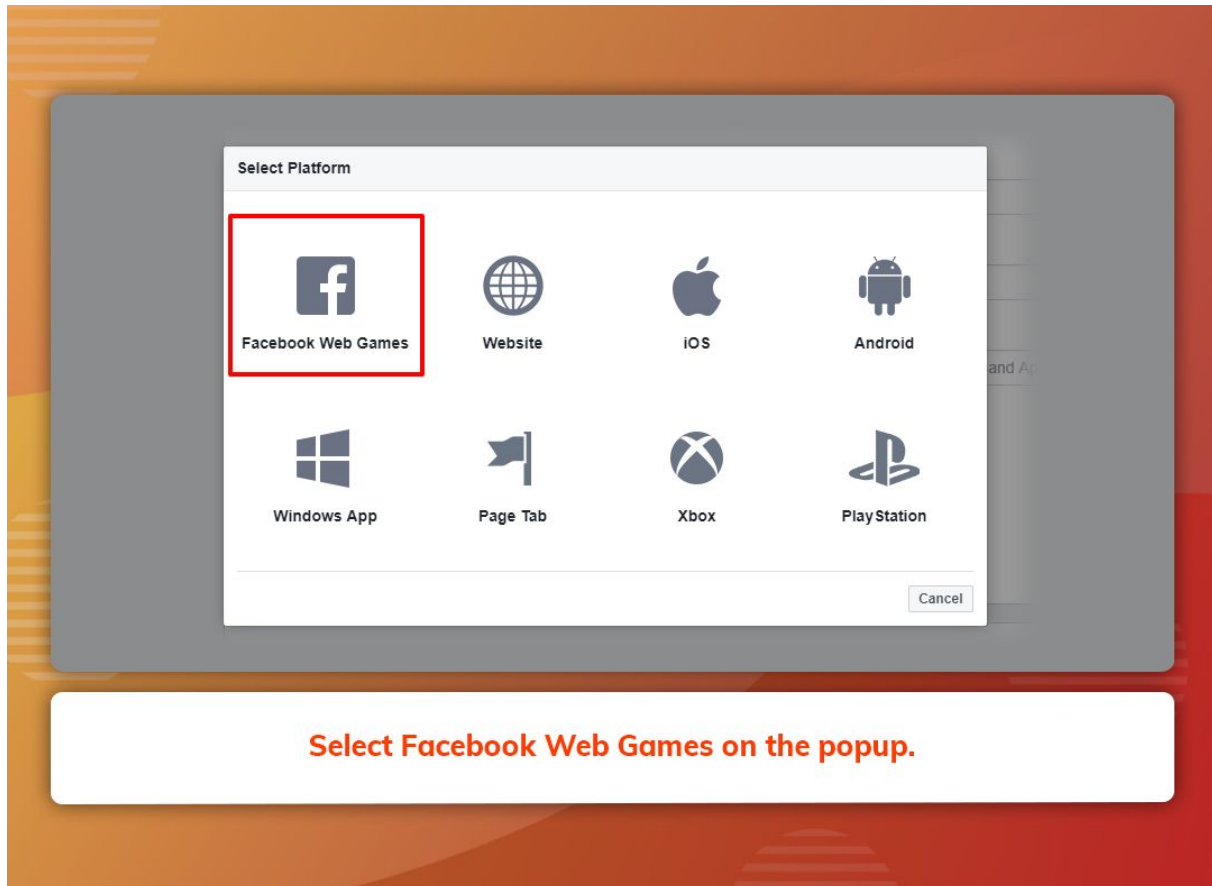 Select Platform
Facebook Web Games Website iOS Android
and A
Windows App Page Tab Xbox PlayStation
Cancel
Select Facebook Web Games on the popup.